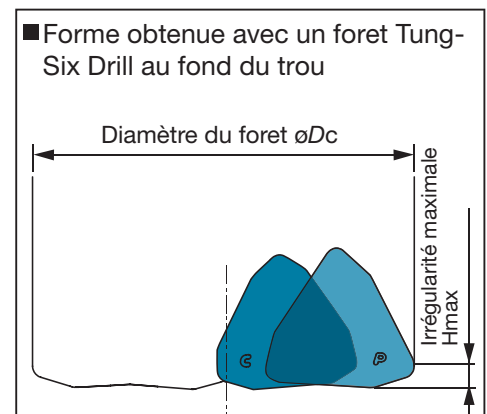 ■Forme obtenue avec un foret Tung-
Six Drill au fond du trou
Diamètre du foret øDc
Irrégularité maximale
Hmax
C
P